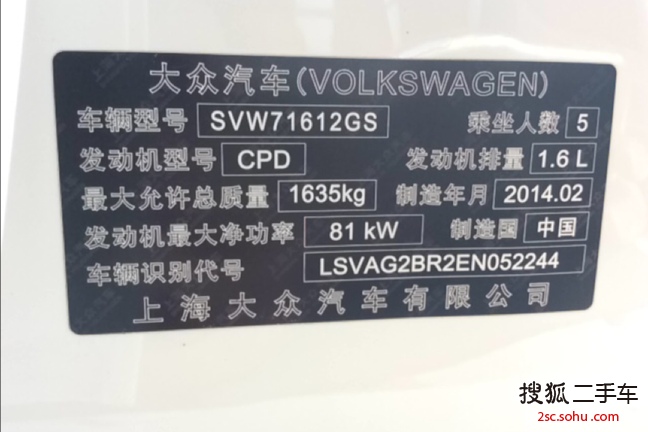 大众汽车(VOLKSWAGEN)
车辆型号 SVW71612GS 乘坐人数 5
发动机型号 CPD 发动机排量 1.6 L
最大允许总质量 1635kg 制造年月 2014.02
发动机最大净功率 81 kW 制造国 中国
车辆识别代号 LSVAG2BR2EN052244
上海大众汽车有限公司
搜狐 二手车
2sc.sohu.com